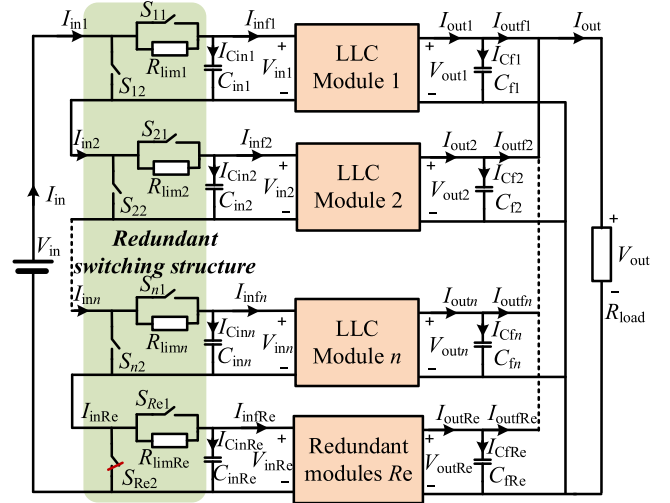 Iin1 S11 Iinf1 Iout1 Ioutf1 Iout
Rlim1 ICin1 + LLC + ICf1
S12 Cin1 Vin1 Module 1 Vout1 Cf1
- -
Iin2 S21 Iinf2 Iout2 Ioutf2
Rlim2 ICin2 + LLC + ICf2
S22 Cin2 Vin2 Module 2 Vout2 Cf2
- -
Iin
Vin
Redundant
switching structure
+
Vout
-
Rload
Iinn Sn1 Iinfn Ioutn Ioutfn
Rlimn ICinn + LLC + ICfn
Sn2 Cinn Vinn Module n Voutn Cfn
- -
IinRe SRe1 IinfRe IoutRe IoutfRe
RlimRe ICinRe + Redundant + ICfRe
SRe2 CinRe VinRe modules Re VoutRe CfRe
- -